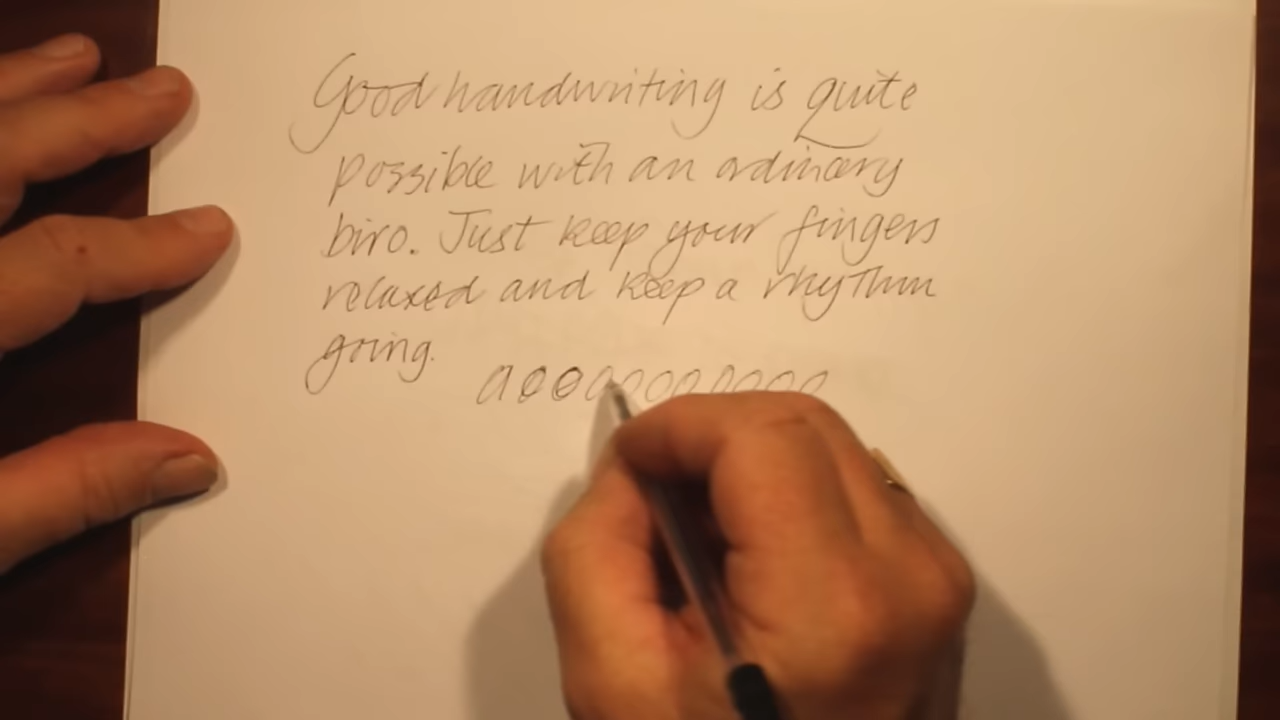 Good handwriting is quite
possible with an ordinary
biro. Just keep your fingers
relaxed and keep a rhythm
going.